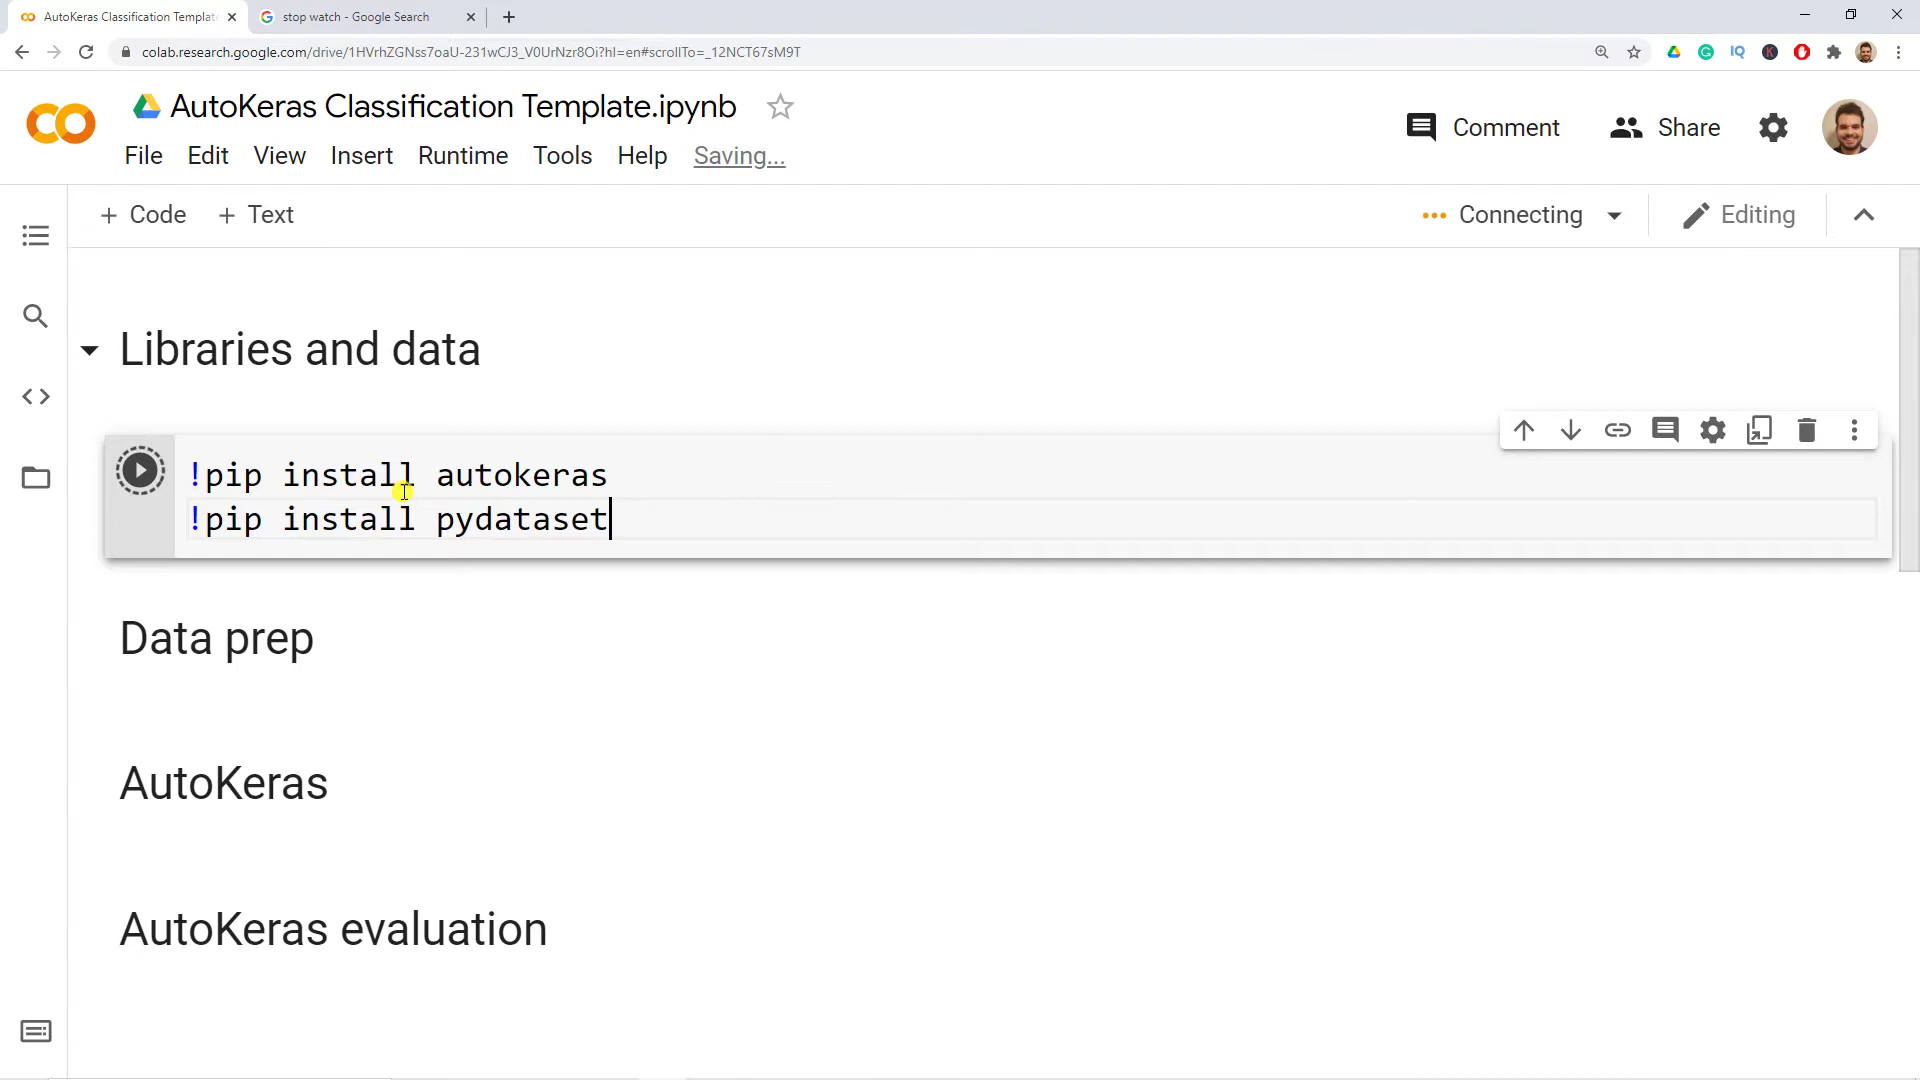 AutoKeras Classification Template
stop watch - Google Search
colab.research.google.com/drive/1HVrhZGNss7oaU-231wCJ3_V0UrNzr8Oi?hl=en#scrollTo=_12NCT67sM9T
AutoKeras Classification Template.ipynb
File Edit View Insert Runtime Tools Help Saving...
Comment
Share
+ Code + Text
Connecting
Editing
Libraries and data
!pip install autokeras
!pip install pydataset
Data prep
AutoKeras
AutoKeras evaluation